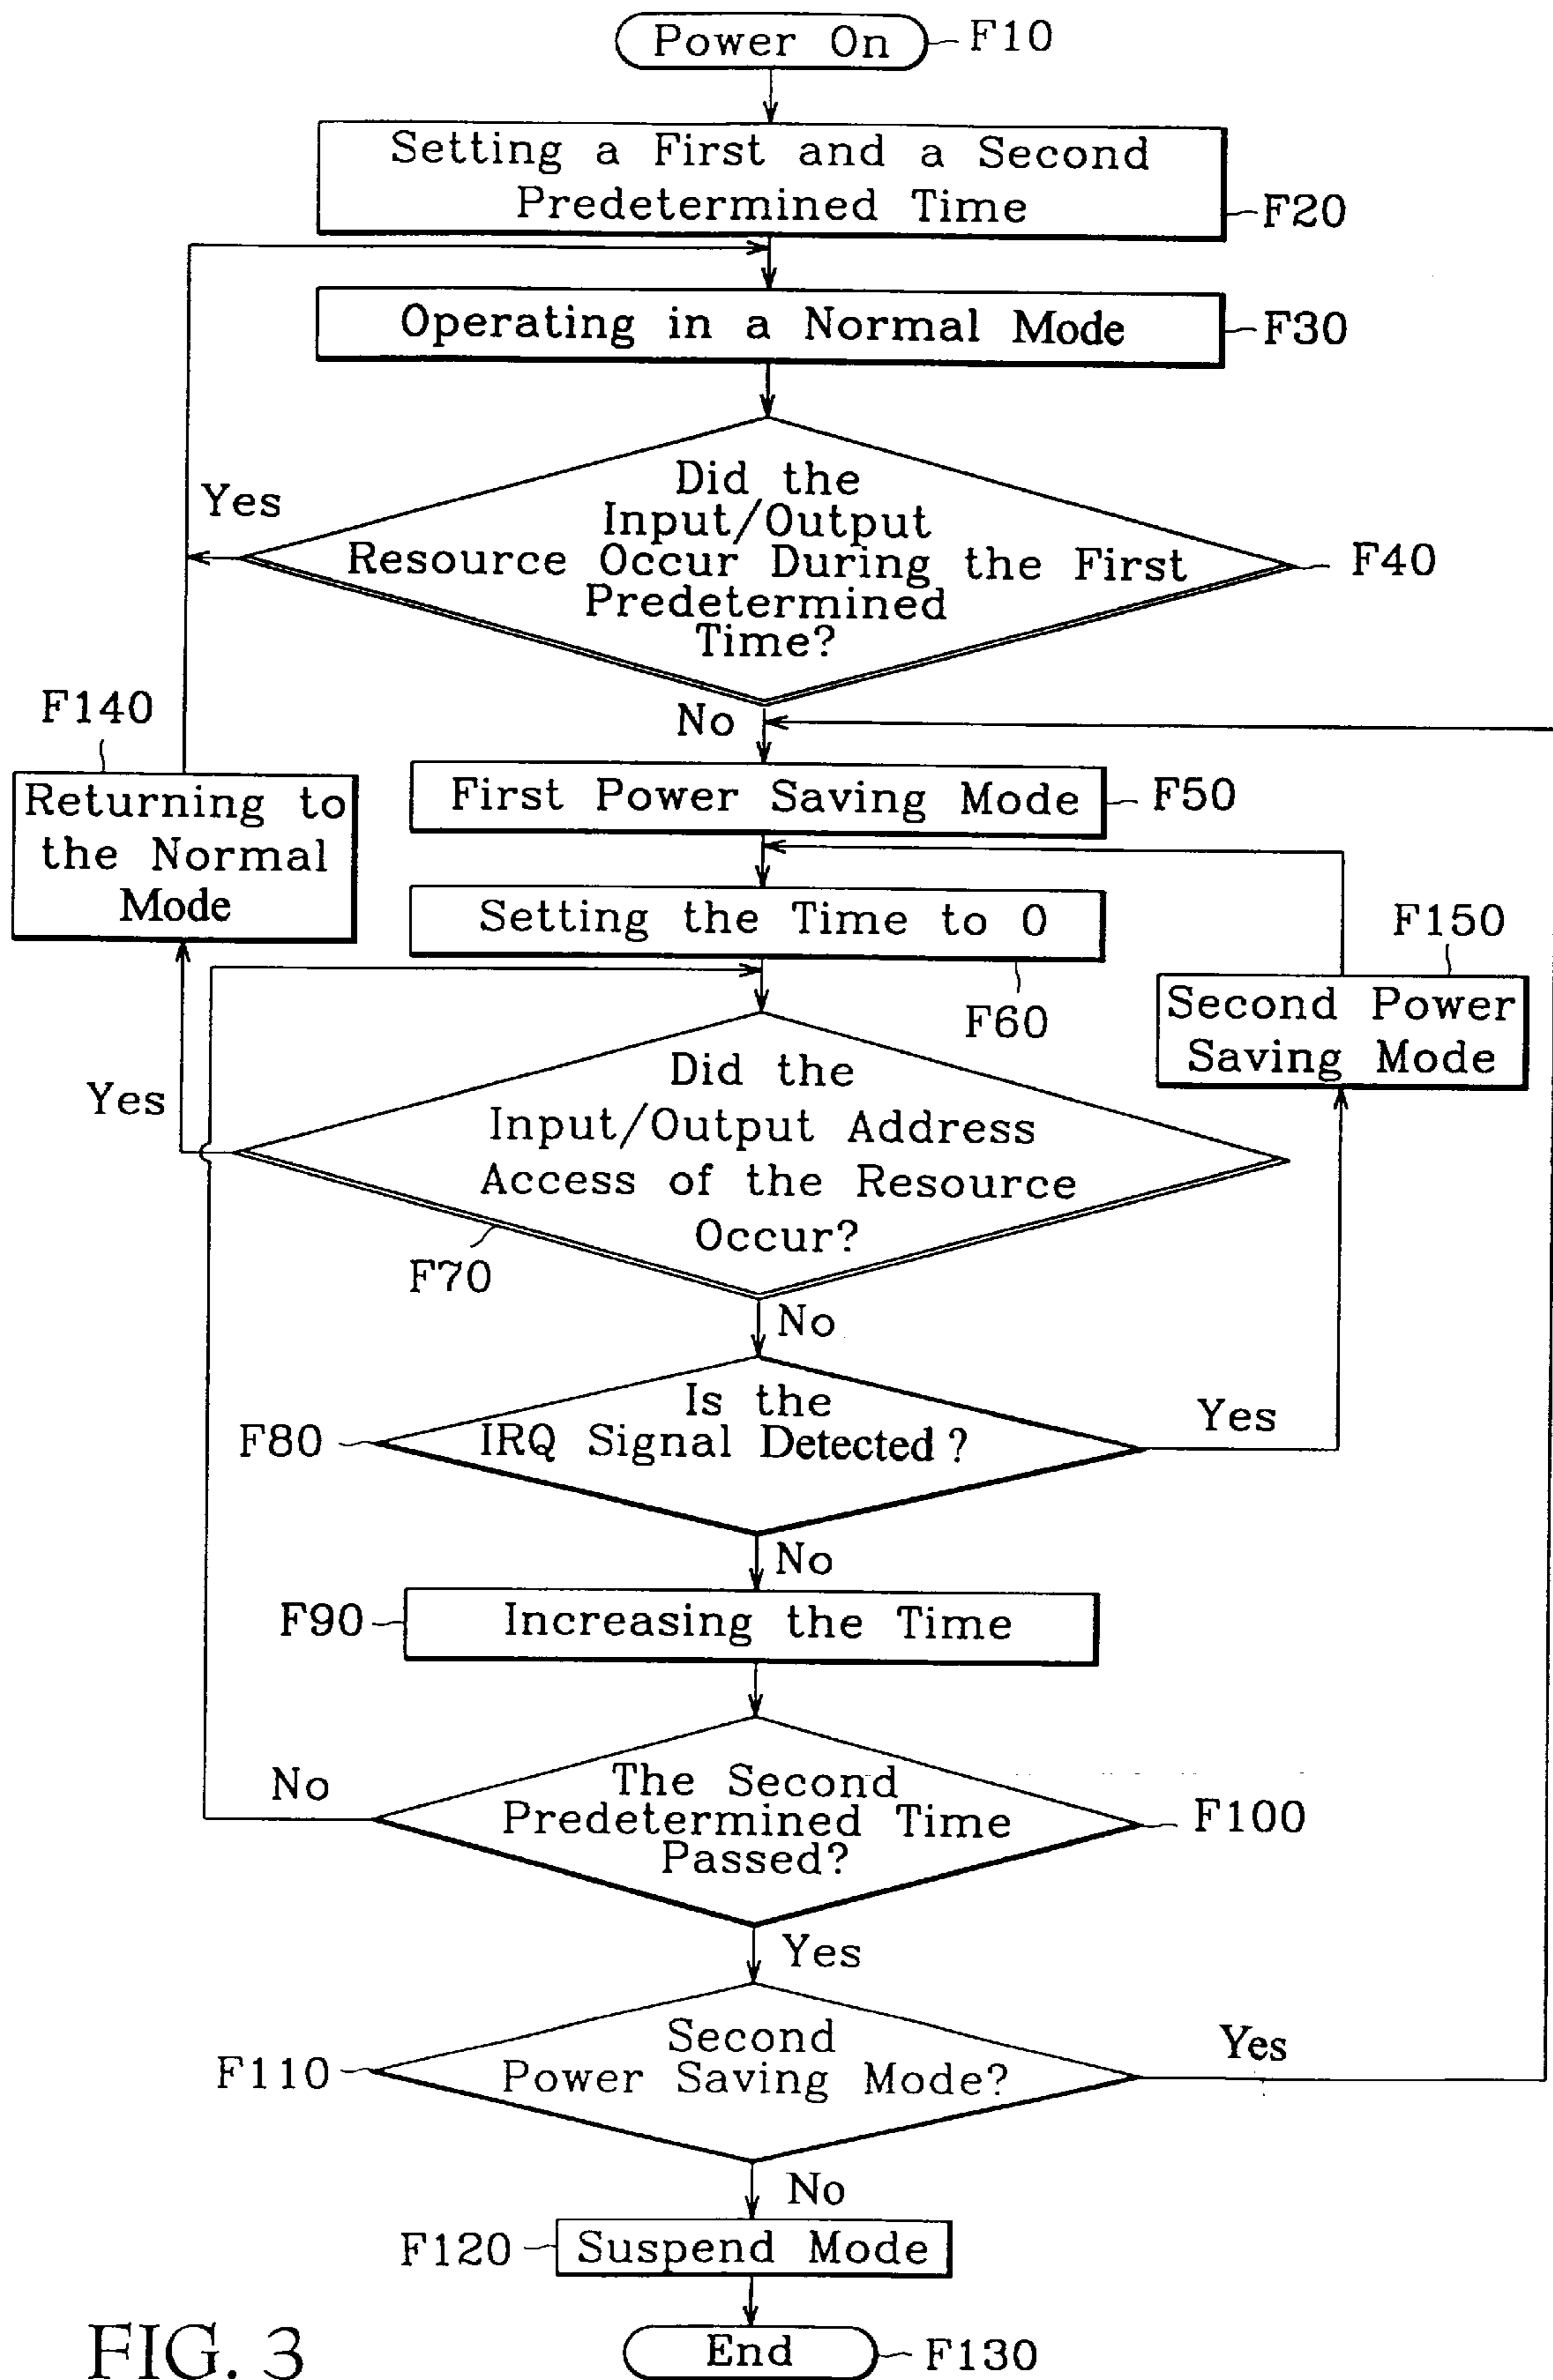 Power On
F10
Setting a First and a Second
Predetermined Time
F20
Operating in a Normal Mode
F30
Did the
Input/Output
Resource Occur During the First
Predetermined
Time?
Yes
F40
No
F140
Returning to
the Normal
Mode
First Power Saving Mode
F50
Setting the Time to 0
F60
F150
Second Power
Saving Mode
Yes
Did the
Input/Output Address
Access of the Resource
Occur?
F70
No
Is the
IRQ Signal Detected?
F80
Yes
No
F90
Increasing the Time
No
The Second
Predetermined Time
Passed?
F100
Yes
Second
Power Saving Mode?
F110
Yes
No
F120
Suspend Mode
End
F130
FIG. 3